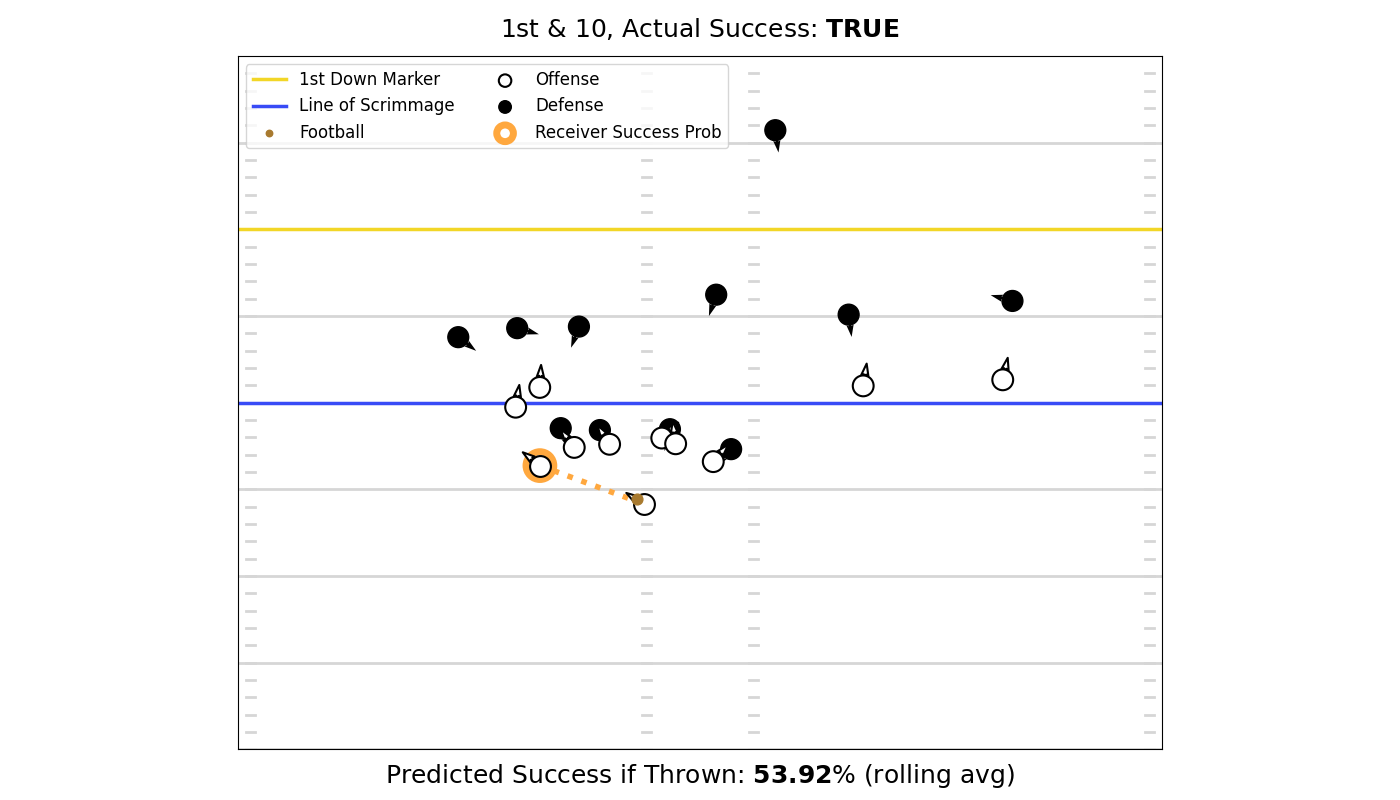 1st & 10, Actual Success: TRUE
1st Down Marker
Line of Scrimmage
Football
Offense
Defense
Receiver Success Prob
Predicted Success if Thrown: 53.92% (rolling avg)